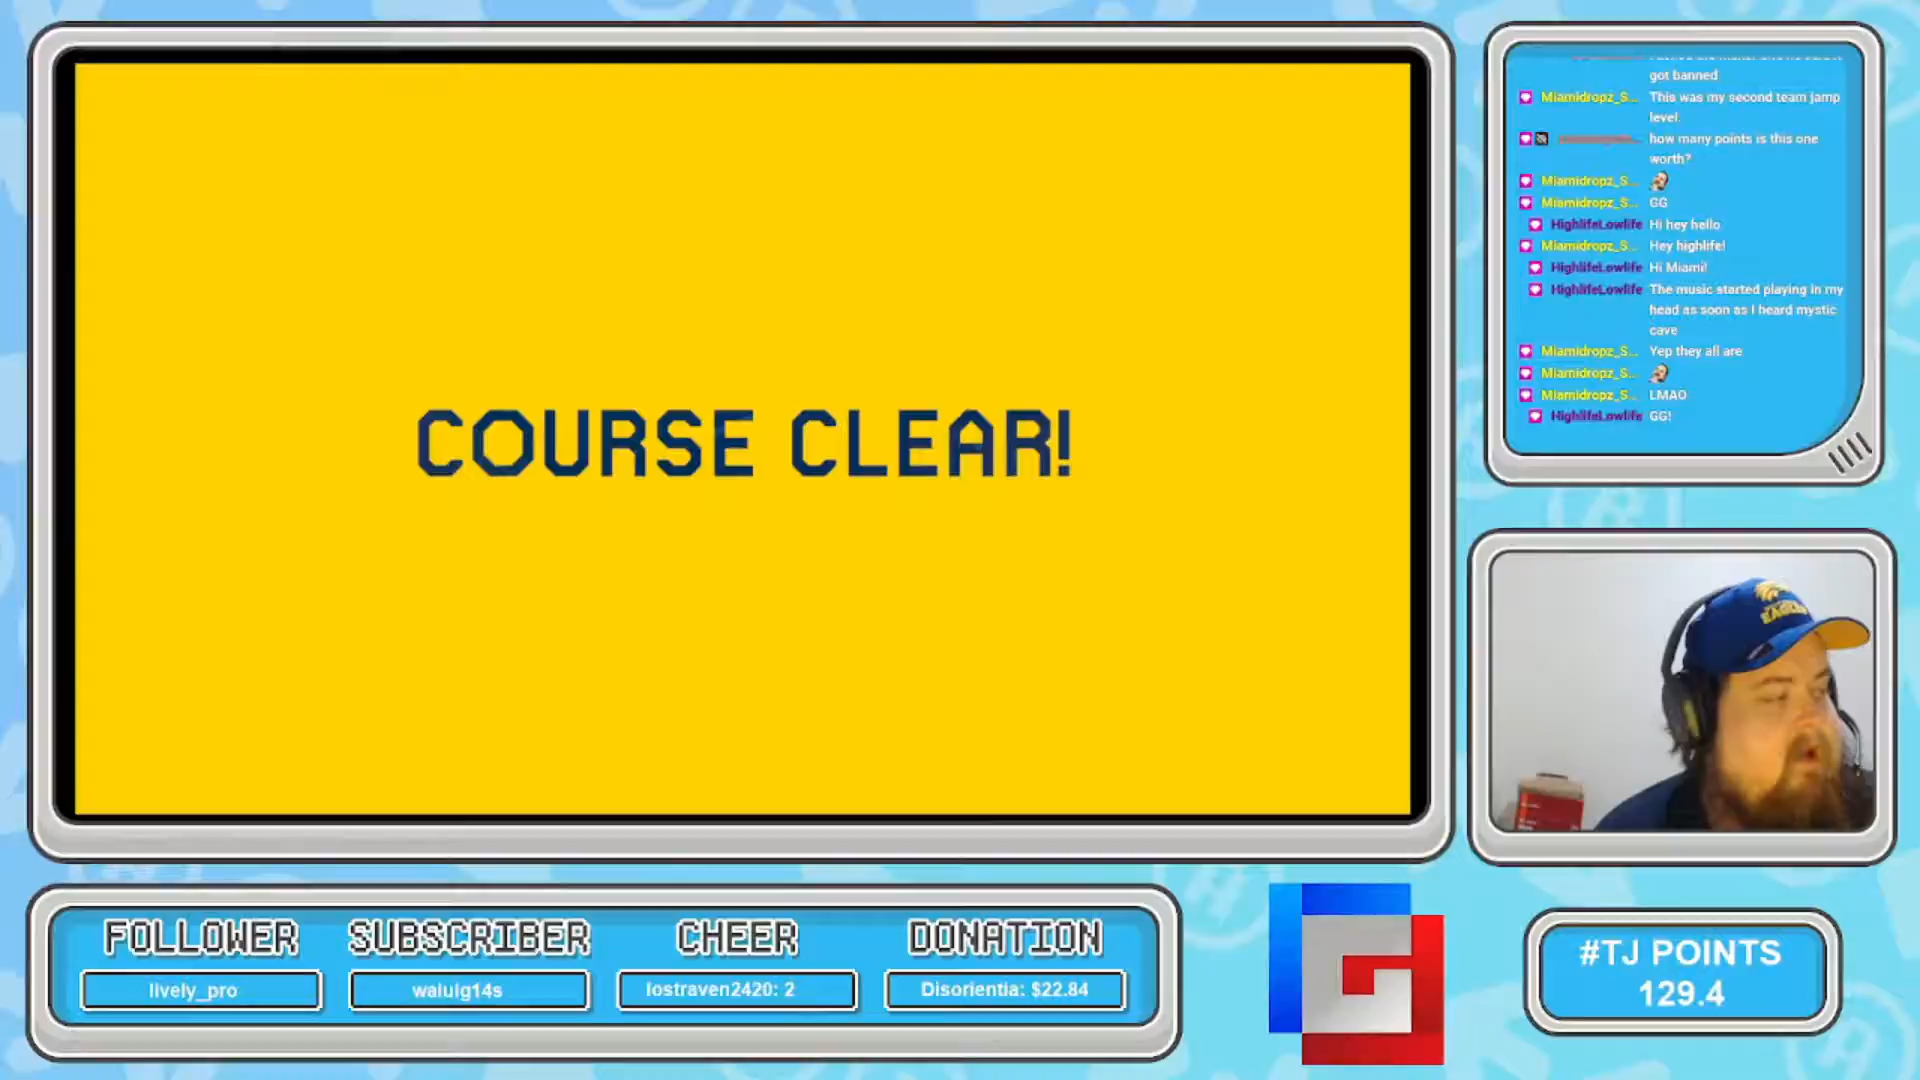 COURSE CLEAR!
got banned
Miamidropz_S... This was my second team jamp
level.
how many points is this one
worth?
Miamidropz_S...
Miamidropz_S... GG
HighlifeLowlife Hi hey hello
Miamidropz_S... Hey highlife!
HighlifeLowlife Hi Miami!
HighlifeLowlife The music started playing in my
head as soon as I heard mystic
cave
Miamidropz_S... Yep they all are
Miamidropz_S...
Miamidropz_S... LMAO
HighlifeLowlife GG!
EAGLES
FOLLOWER SUBSCRIBER CHEER DONATION
lively_pro waluig14s lostraven2420: 2 Disorientia: $22.84
#TJ POINTS
129.4